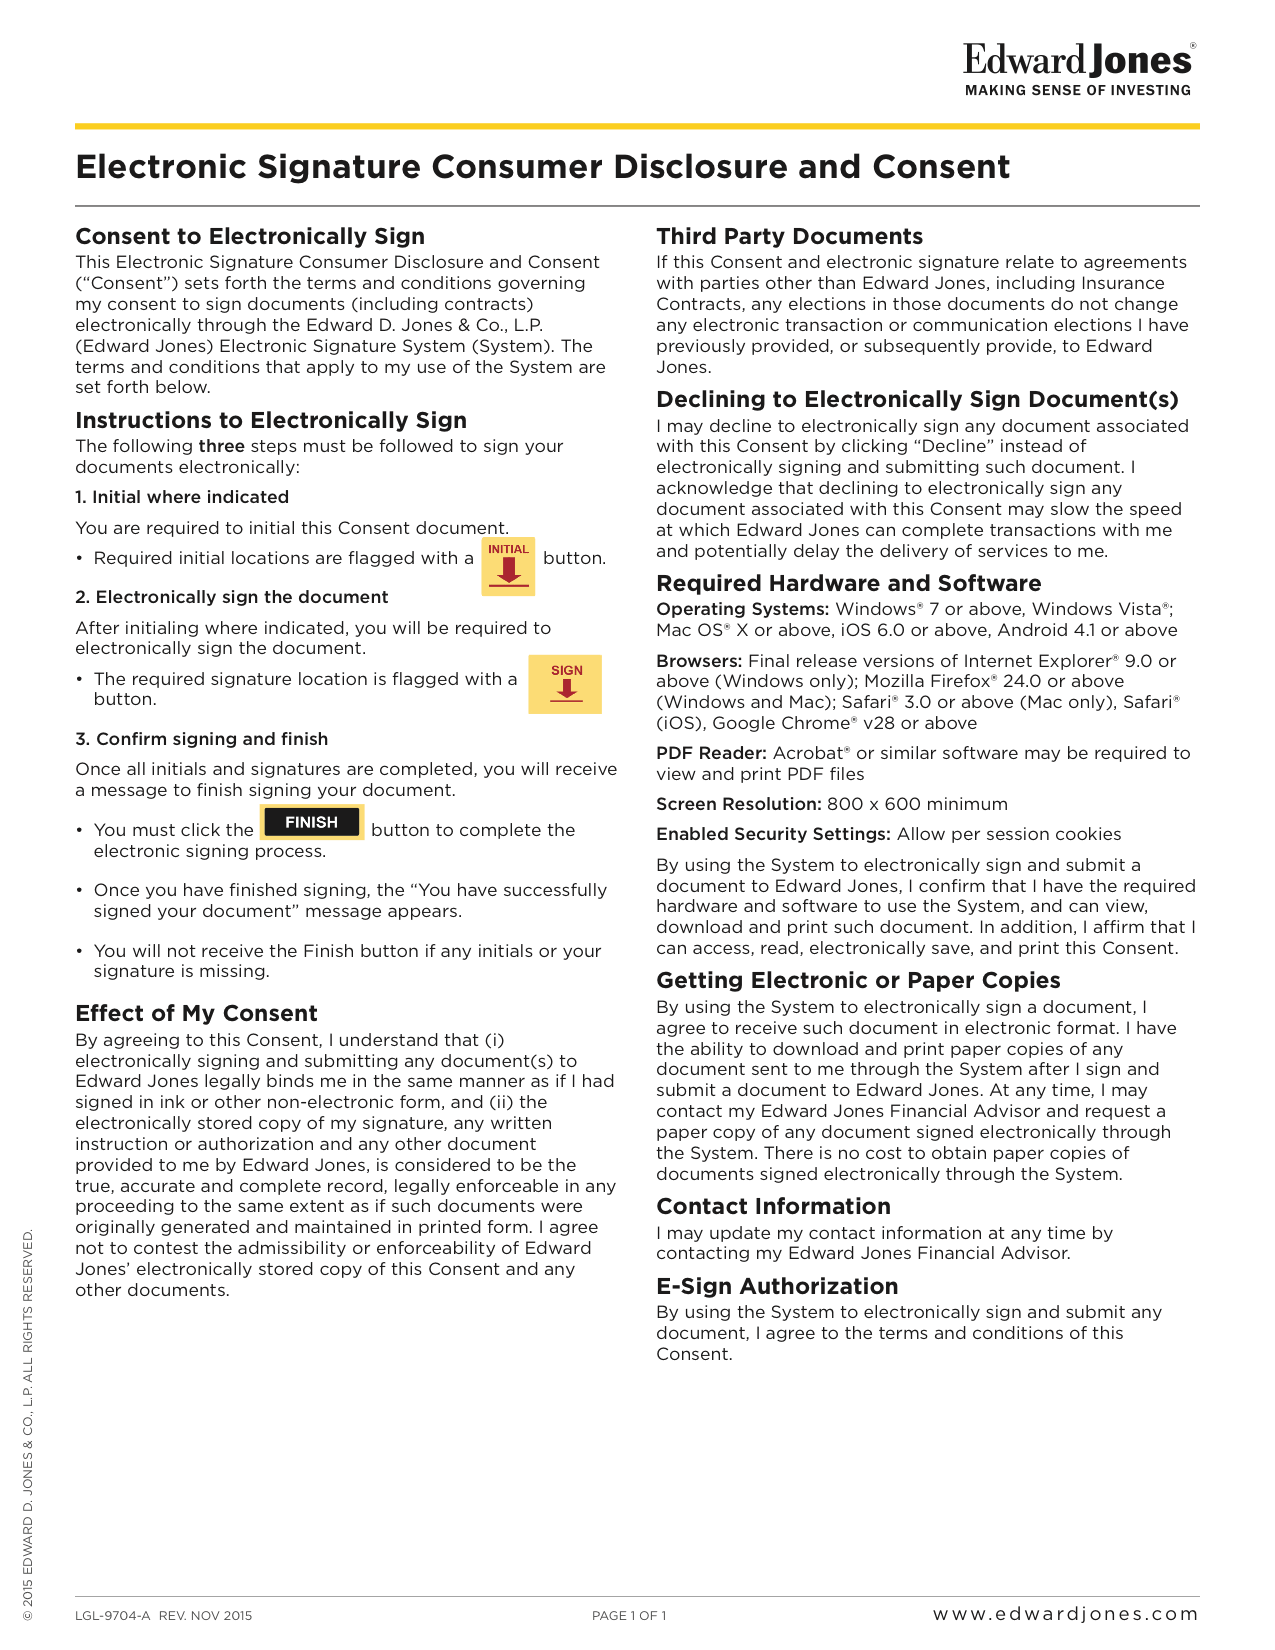 Edward Jones®
MAKING SENSE OF INVESTING
Electronic Signature Consumer Disclosure and Consent
Consent to Electronically Sign
This Electronic Signature Consumer Disclosure and Consent
(“Consent”) sets forth the terms and conditions governing
my consent to sign documents (including contracts)
electronically through the Edward D. Jones & Co., L.P.
(Edward Jones) Electronic Signature System (System). The
terms and conditions that apply to my use of the System are
set forth below.
Instructions to Electronically Sign
The following three steps must be followed to sign your
documents electronically:
1. Initial where indicated
You are required to initial this Consent document.
• Required initial locations are flagged with a INITIAL button.
2. Electronically sign the document
After initialing where indicated, you will be required to
electronically sign the document.
• The required signature location is flagged with a SIGN
button.
3. Confirm signing and finish
Once all initials and signatures are completed, you will receive
a message to finish signing your document.
• You must click the FINISH button to complete the
electronic signing process.
• Once you have finished signing, the “You have successfully
signed your document” message appears.
• You will not receive the Finish button if any initials or your
signature is missing.
Effect of My Consent
By agreeing to this Consent, I understand that (i)
electronically signing and submitting any document(s) to
Edward Jones legally binds me in the same manner as if I had
signed in ink or other non-electronic form, and (ii) the
electronically stored copy of my signature, any written
instruction or authorization and any other document
provided to me by Edward Jones, is considered to be the
true, accurate and complete record, legally enforceable in any
proceeding to the same extent as if such documents were
originally generated and maintained in printed form. I agree
not to contest the admissibility or enforceability of Edward
Jones’ electronically stored copy of this Consent and any
other documents.
Third Party Documents
If this Consent and electronic signature relate to agreements
with parties other than Edward Jones, including Insurance
Contracts, any elections in those documents do not change
any electronic transaction or communication elections I have
previously provided, or subsequently provide, to Edward
Jones.
Declining to Electronically Sign Document(s)
I may decline to electronically sign any document associated
with this Consent by clicking “Decline” instead of
electronically signing and submitting such document. I
acknowledge that declining to electronically sign any
document associated with this Consent may slow the speed
at which Edward Jones can complete transactions with me
and potentially delay the delivery of services to me.
Required Hardware and Software
Operating Systems: Windows® 7 or above, Windows Vista®;
Mac OS® X or above, iOS 6.0 or above, Android 4.1 or above
Browsers: Final release versions of Internet Explorer® 9.0 or
above (Windows only); Mozilla Firefox® 24.0 or above
(Windows and Mac); Safari® 3.0 or above (Mac only), Safari®
(iOS), Google Chrome® v28 or above
PDF Reader: Acrobat® or similar software may be required to
view and print PDF files
Screen Resolution: 800 x 600 minimum
Enabled Security Settings: Allow per session cookies
By using the System to electronically sign and submit a
document to Edward Jones, I confirm that I have the required
hardware and software to use the System, and can view,
download and print such document. In addition, I affirm that I
can access, read, electronically save, and print this Consent.
Getting Electronic or Paper Copies
By using the System to electronically sign a document, I
agree to receive such document in electronic format. I have
the ability to download and print paper copies of any
document sent to me through the System after I sign and
submit a document to Edward Jones. At any time, I may
contact my Edward Jones Financial Advisor and request a
paper copy of any document signed electronically through
the System. There is no cost to obtain paper copies of
documents signed electronically through the System.
Contact Information
I may update my contact information at any time by
contacting my Edward Jones Financial Advisor.
E-Sign Authorization
By using the System to electronically sign and submit any
document, I agree to the terms and conditions of this
Consent.
© 2015 EDWARD D. JONES & CO., L.P. ALL RIGHTS RESERVED.
LGL-9704-A REV. NOV 2015
PAGE 1 OF 1
www.edwardjones.com